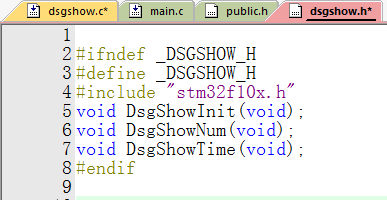 dsgshow.c* main.c public.h dsgshow.h*
1
2 #ifndef _DSGSHOW_H
3 #define _DSGSHOW_H
4 #include "stm32f10x.h"
5 void DsgShowInit(void);
6 void DsgShowNum(void);
7 void DsgShowTime(void);
8 #endif
9